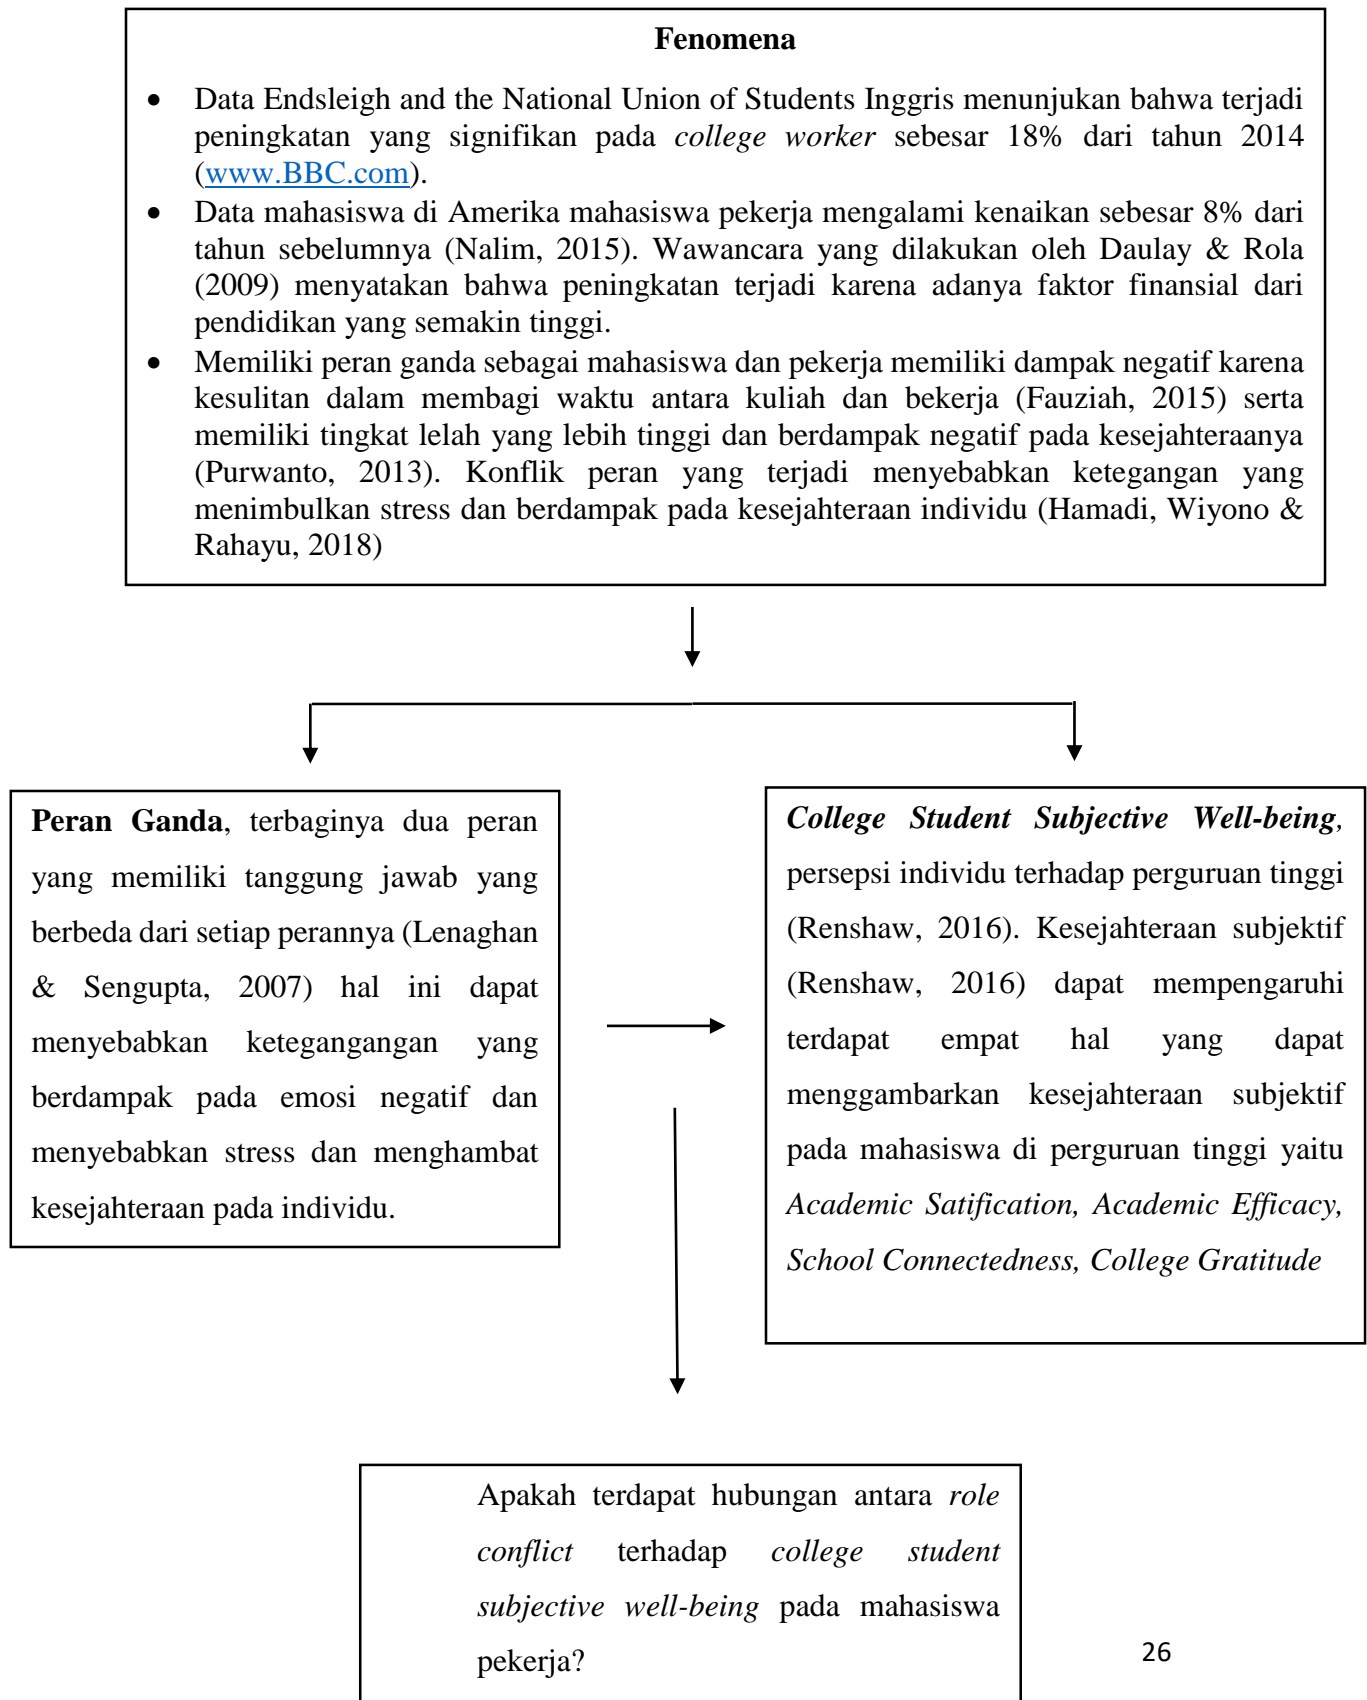 Fenomena
• Data Endsleigh and the National Union of Students Inggris menunjukan bahwa terjadi
peningkatan yang signifikan pada college worker sebesar 18% dari tahun 2014
(www.BBC.com).
• Data mahasiswa di Amerika mahasiswa pekerja mengalami kenaikan sebesar 8% dari
tahun sebelumnya (Nalim, 2015). Wawancara yang dilakukan oleh Daulay & Rola
(2009) menyatakan bahwa peningkatan terjadi karena adanya faktor finansial dari
pendidikan yang semakin tinggi.
• Memiliki peran ganda sebagai mahasiswa dan pekerja memiliki dampak negatif karena
kesulitan dalam membagi waktu antara kuliah dan bekerja (Fauziah, 2015) serta
memiliki tingkat lelah yang lebih tinggi dan berdampak negatif pada kesejahteraanya
(Purwanto, 2013). Konflik peran yang terjadi menyebabkan ketegangan yang
menimbulkan stress dan berdampak pada kesejahteraan individu (Hamadi, Wiyono &
Rahayu, 2018)
Peran Ganda, terbaginya dua peran
yang memiliki tanggung jawab yang
berbeda dari setiap perannya (Lenaghan
& Sengupta, 2007) hal ini dapat
menyebabkan ketegangangan yang
berdampak pada emosi negatif dan
menyebabkan stress dan menghambat
kesejahteraan pada individu.
College Student Subjective Well-being,
persepsi individu terhadap perguruan tinggi
(Renshaw, 2016). Kesejahteraan subjektif
(Renshaw, 2016) dapat mempengaruhi
terdapat empat hal yang dapat
menggambarkan kesejahteraan subjektif
pada mahasiswa di perguruan tinggi yaitu
Academic Satification, Academic Efficacy,
School Connectedness, College Gratitude
Apakah terdapat hubungan antara role
conflict terhadap college student
subjective well-being pada mahasiswa
pekerja?
26